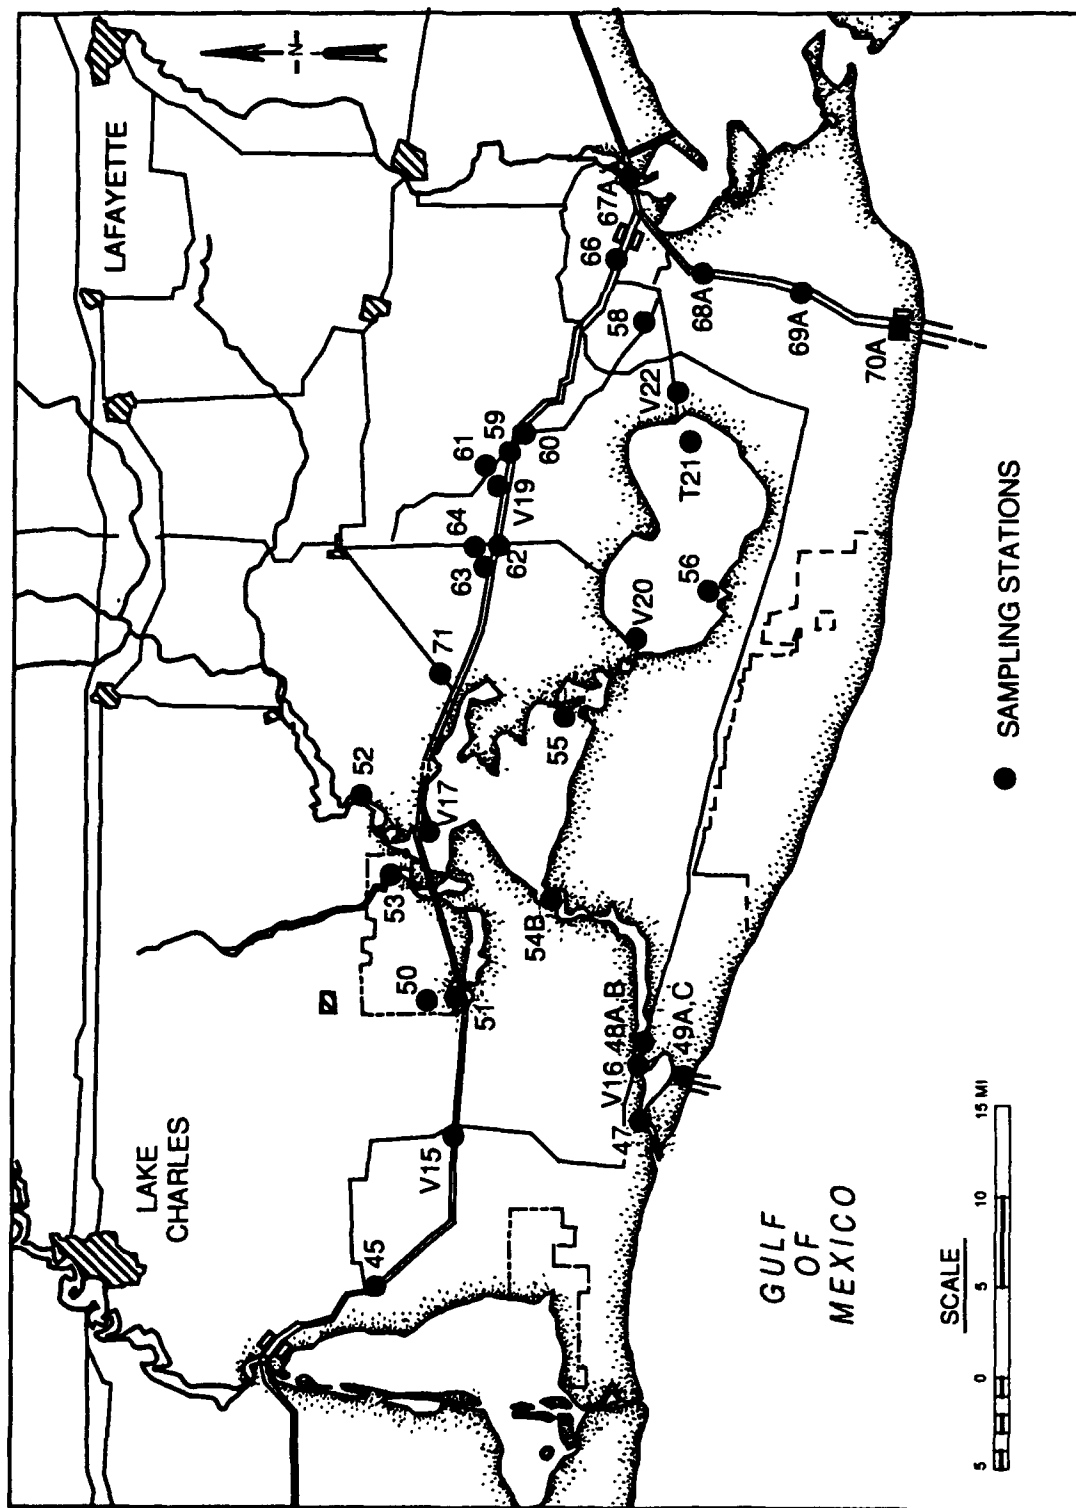 LAKE
CHARLES
LAFAYETTE
-N-
45
V15
50
51
53
52
V17
71
63
64
62
V19
61
59
60
66
67A
58
68A
69A
70A
V22
T21
56
V20
55
54B
48A,B
V16
47
49A,C
GULF
OF
MEXICO
SCALE
5
0
5
10
15 MI
SAMPLING STATIONS